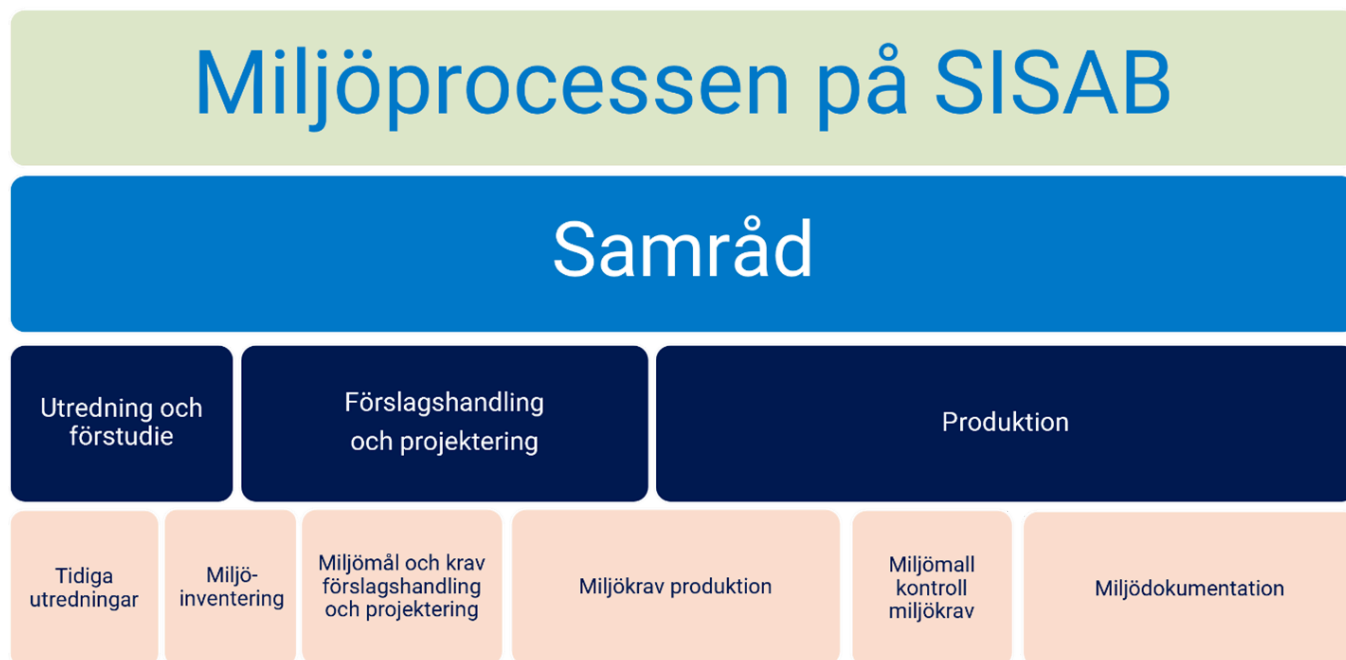 Miljöprocessen på SISAB
Samråd
Utredning och
förstudie
Förslagshandling
och projektering
Produktion
Tidiga
utredningar
Miljö-
inventering
Miljömål och krav
förslagshandling
och projektering
Miljökrav produktion
Miljömall
kontroll
miljökrav
Miljödokumentation